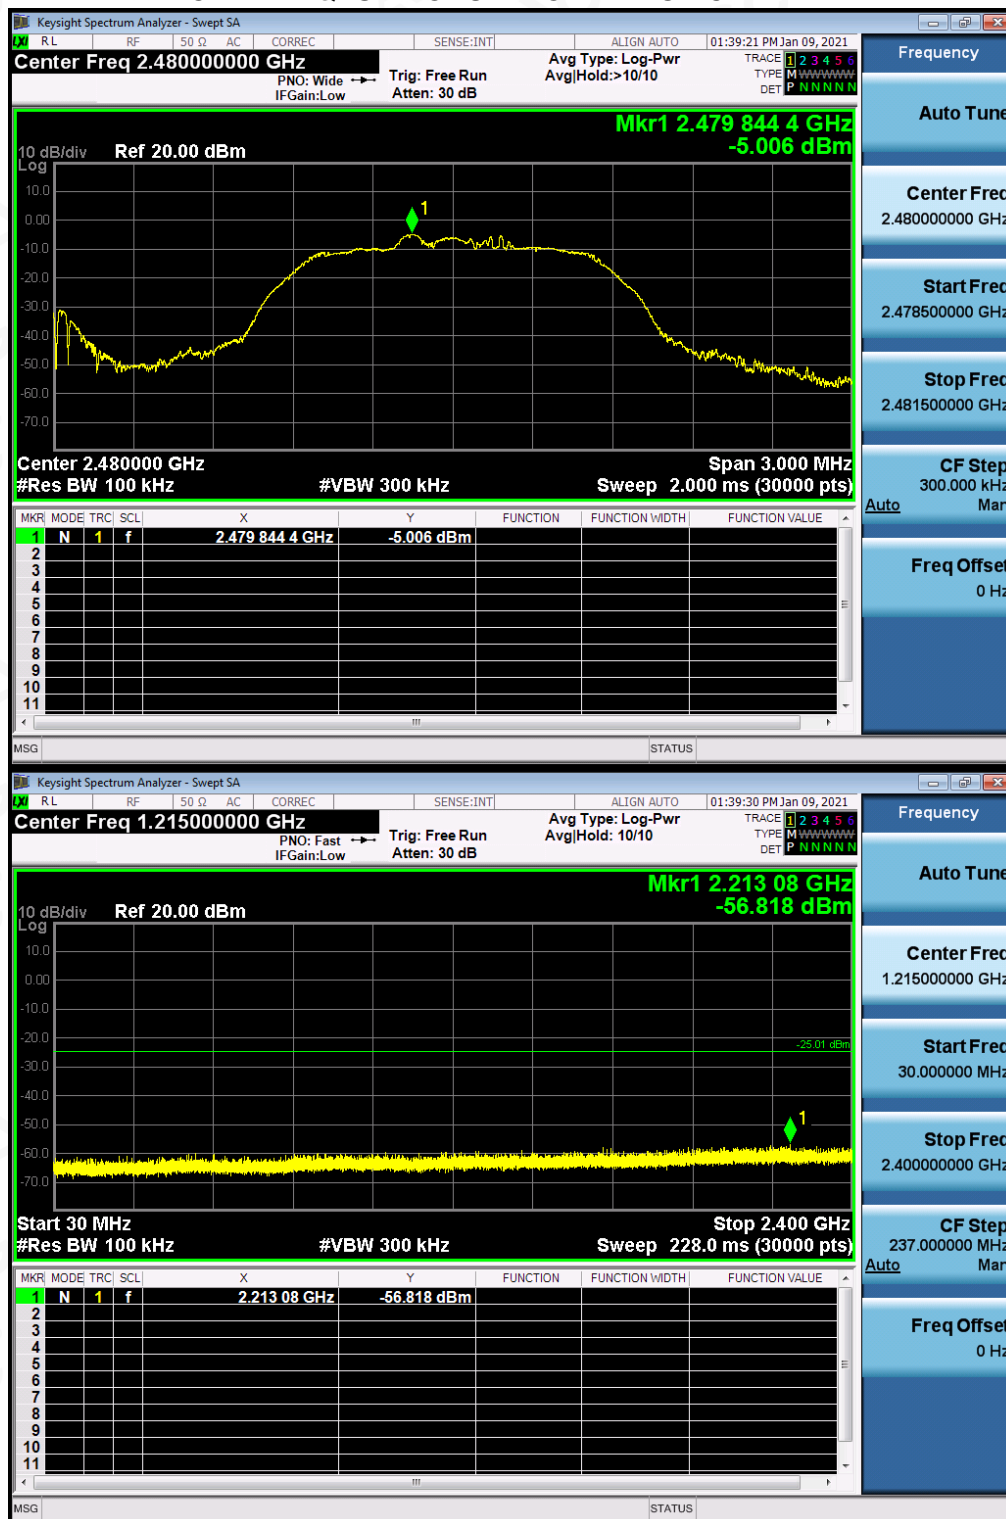 Keysight Spectrum Analyzer - Swept SA
LXI RL RF 50 Ω AC CORREC SENSE:INT ALIGN AUTO 01:39:21 PM Jan 09, 2021
Center Freq 2.480000000 GHz
PNO: Wide
IFGain:Low
Trig: Free Run
Atten: 30 dB
Avg Type: Log-Pwr
Avg|Hold:>10/10
TRACE 1 2 3 4 5 6
TYPE M WWWWW
DET P N N N N N
Mkr1 2.479 844 4 GHz
-5.006 dBm
10 dB/div Ref 20.00 dBm
Log
10.0
0.00
-10.0
-20.0
-30.0
-40.0
-50.0
-60.0
-70.0
1
Center 2.480000 GHz Span 3.000 MHz
#Res BW 100 kHz #VBW 300 kHz Sweep 2.000 ms (30000 pts)
MKR MODE TRC SCL X Y FUNCTION FUNCTION WIDTH FUNCTION VALUE
1 N 1 f 2.479 844 4 GHz -5.006 dBm
2
3
4
5
6
7
8
9
10
11
MSG STATUS
Frequency
Auto Tune
Center Freq
2.480000000 GHz
Start Freq
2.478500000 GHz
Stop Freq
2.481500000 GHz
CF Step
300.000 kHz
Auto Man
Freq Offset
0 Hz
Keysight Spectrum Analyzer - Swept SA
LXI RL RF 50 Ω AC CORREC SENSE:INT ALIGN AUTO 01:39:30 PM Jan 09, 2021
Center Freq 1.215000000 GHz
PNO: Fast
IFGain:Low
Trig: Free Run
Atten: 30 dB
Avg Type: Log-Pwr
Avg|Hold: 10/10
TRACE 1 2 3 4 5 6
TYPE M WWWWW
DET P N N N N N
Mkr1 2.213 08 GHz
-56.818 dBm
10 dB/div Ref 20.00 dBm
Log
10.0
0.00
-10.0
-20.0
-30.0
-40.0
-50.0
-60.0
-70.0
-25.01 dBm
1
Start 30 MHz Stop 2.400 GHz
#Res BW 100 kHz #VBW 300 kHz Sweep 228.0 ms (30000 pts)
MKR MODE TRC SCL X Y FUNCTION FUNCTION WIDTH FUNCTION VALUE
1 N 1 f 2.213 08 GHz -56.818 dBm
2
3
4
5
6
7
8
9
10
11
MSG STATUS
Frequency
Auto Tune
Center Freq
1.215000000 GHz
Start Freq
30.000000 MHz
Stop Freq
2.400000000 GHz
CF Step
237.000000 MHz
Auto Man
Freq Offset
0 Hz